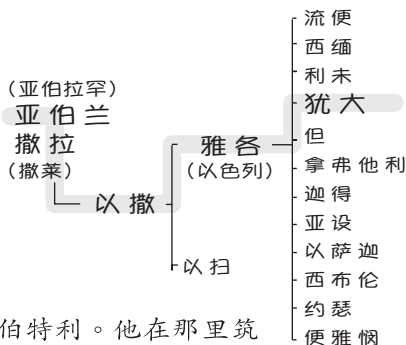 (亚伯拉罕)
亚伯兰
撒拉
(撒莱)
以撒
雅各
(以色列)
以扫
流便
西缅
利未
犹大
但
拿弗他利
迦得
亚设
以萨迦
西布伦
约瑟
便雅悯
伯特利。他在那里筑